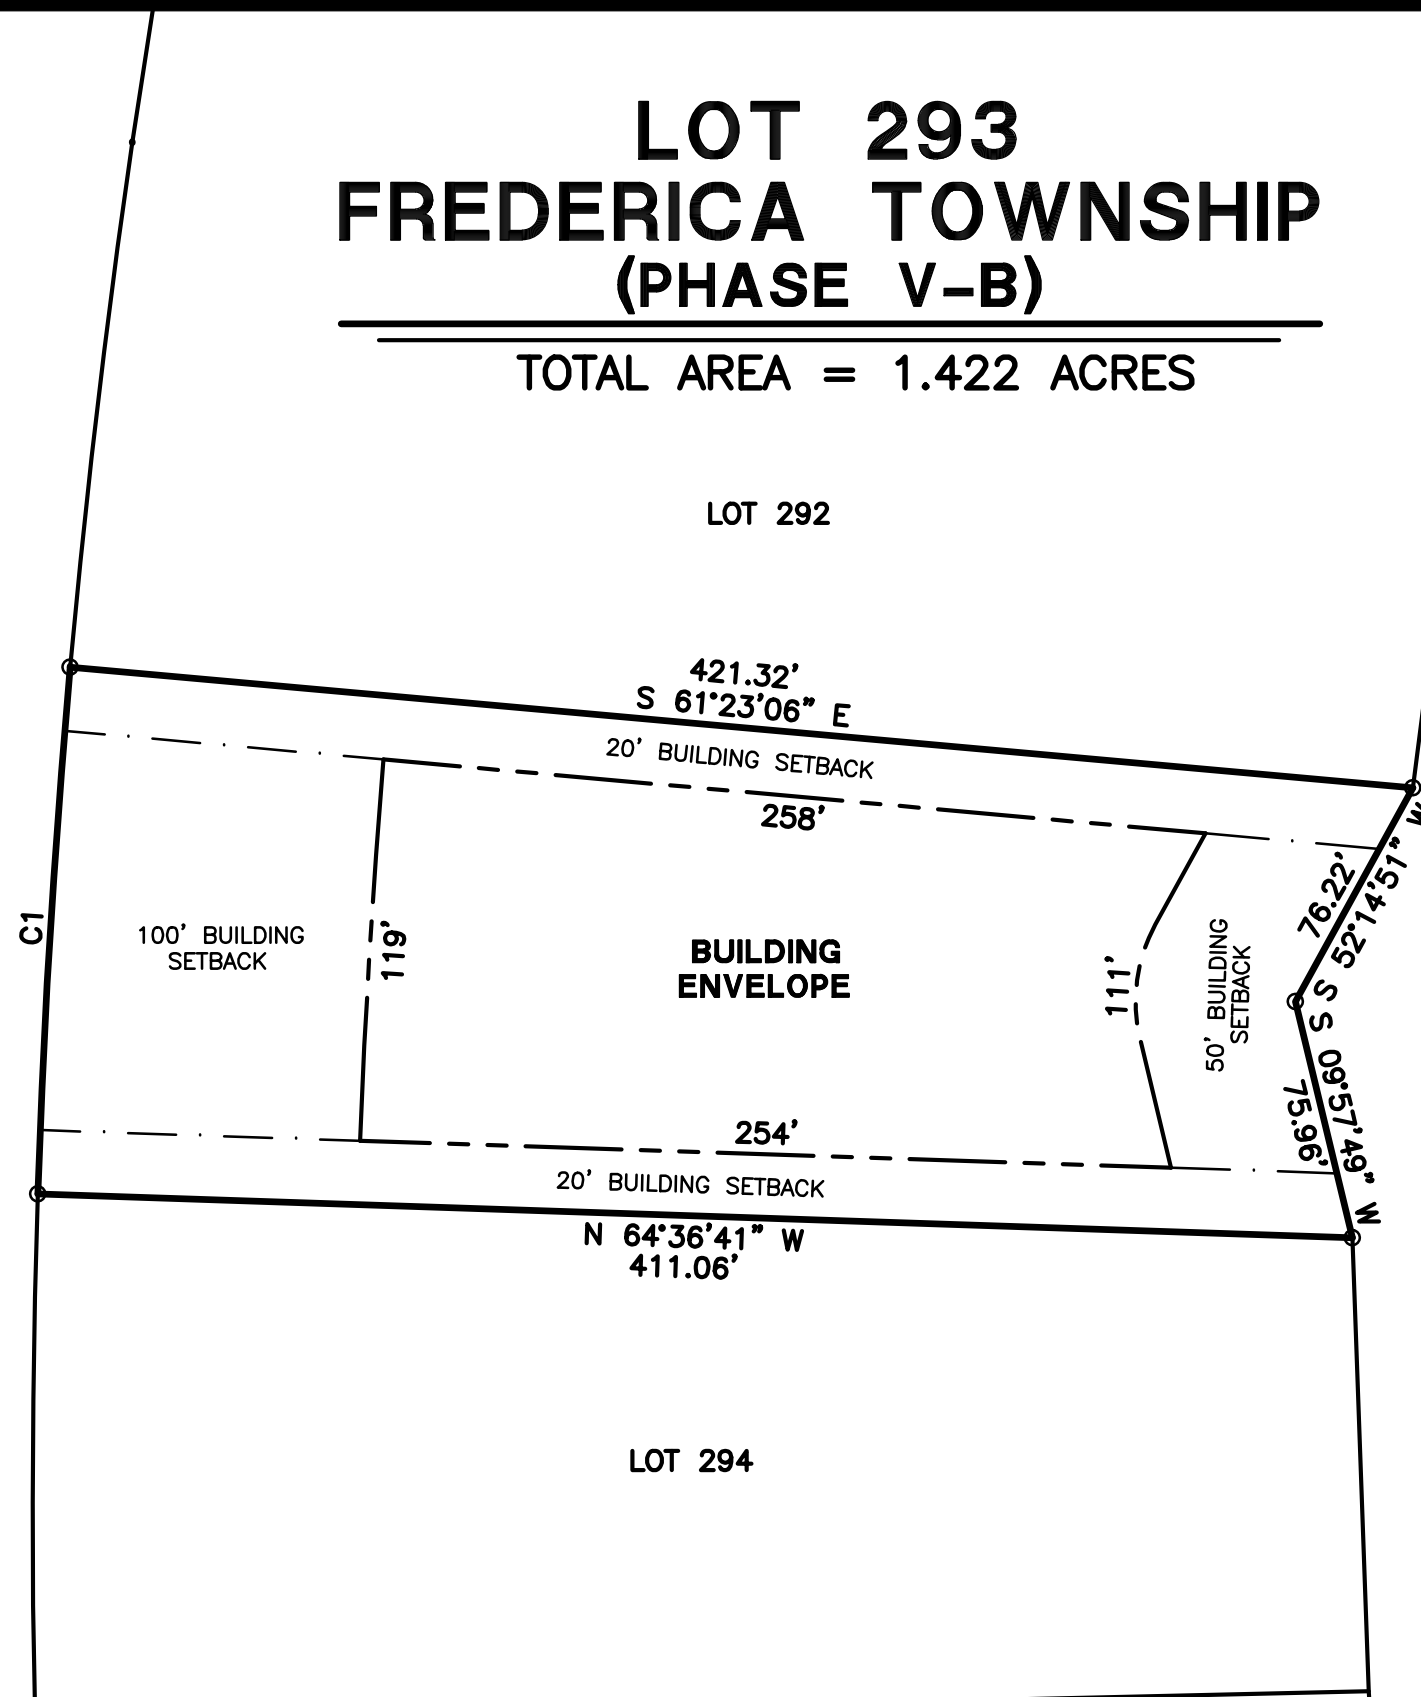 LOT 293
FREDERICA TOWNSHIP
(PHASE V-B)
TOTAL AREA = 1.422 ACRES
LOT 292
421.32'
S 61°23'06" E
20' BUILDING SETBACK
258'
76.22'
S 52°14'51" W
C1
100' BUILDING
SETBACK
119'
BUILDING
ENVELOPE
111'
50' BUILDING
SETBACK
S 09°57'49" W
75.96'
254'
20' BUILDING SETBACK
N 64°36'41" W
411.06'
LOT 294